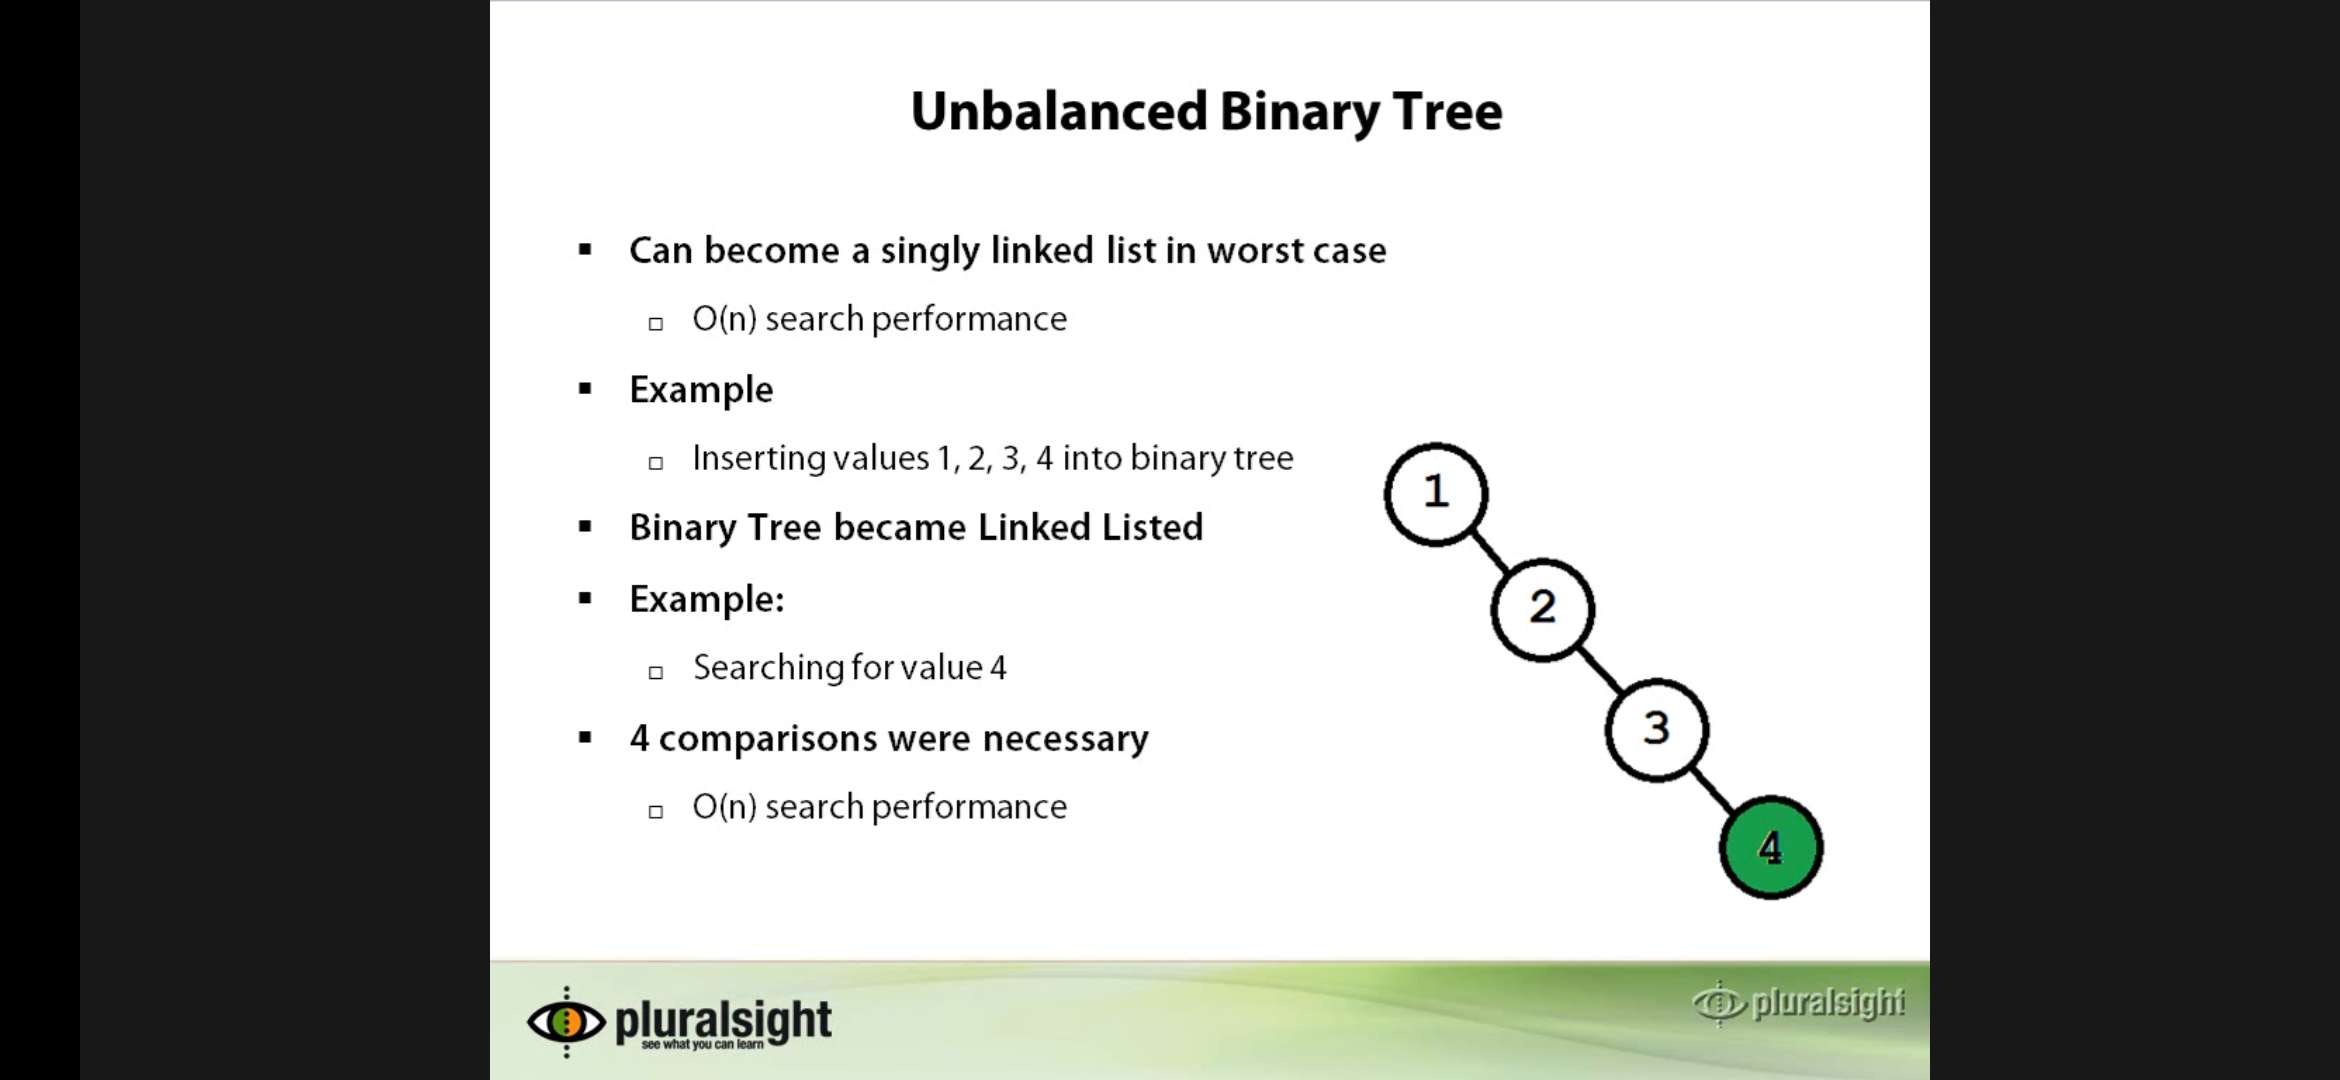 Unbalanced Binary Tree
Can become a singly linked list in worst case
O(n) search performance
Example
Inserting values 1, 2, 3, 4 into binary tree
Binary Tree became Linked Listed
Example:
Searching for value 4
4 comparisons were necessary
O(n) search performance
1
2
3
4
pluralsight
see what you can learn
pluralsight